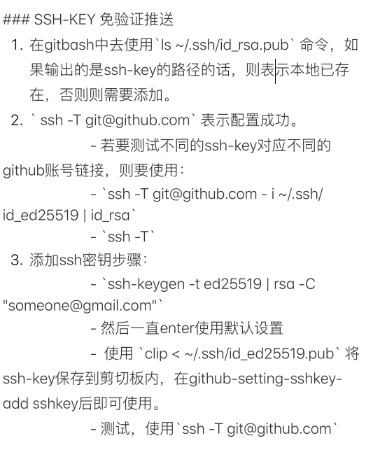 ### SSH-KEY 免验证推送
1. 在gitbash中去使用`ls ~/.ssh/id_rsa.pub` 命令，如
果输出的是ssh-key的路径的话，则表示本地已存
在，否则则需要添加。
2. ` ssh -T git@github.com` 表示配置成功。
- 若要测试不同的ssh-key对应不同的
github账号链接，则要使用：
- `ssh -T git@github.com - i ~/.ssh/
id_ed25519 | id_rsa`
- `ssh -T`
3. 添加ssh密钥步骤：
- `ssh-keygen -t ed25519 | rsa -C
"someone@gmail.com"`
- 然后一直enter使用默认设置
- 使用 `clip < ~/.ssh/id_ed25519.pub` 将
ssh-key保存到剪切板内，在github-setting-sshkey-
add sshkey后即可使用。
- 测试，使用`ssh -T git@github.com`